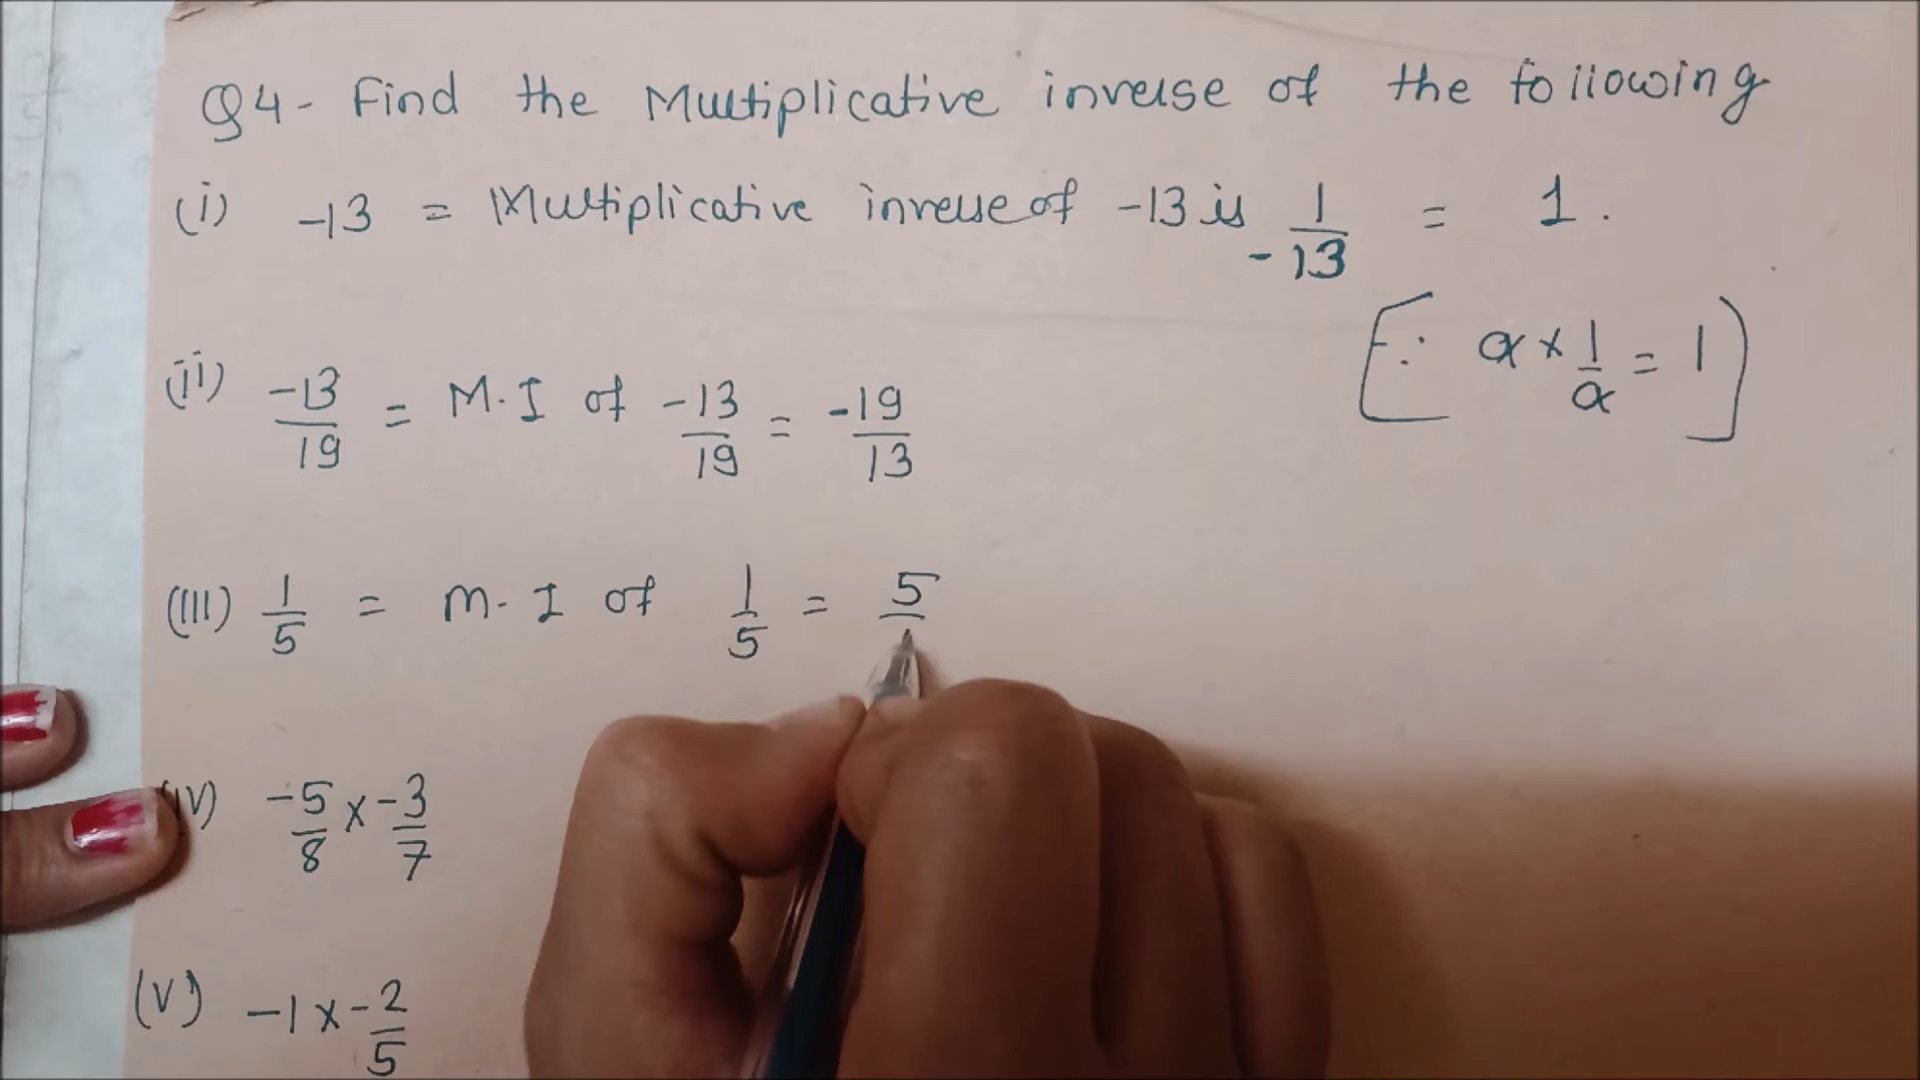 Q4- Find the Multiplicative inverse of the following
(i) -13 = Multiplicative inverse of -13 is 1/-13 = 1.
[∵ a × 1/a = 1]
(ii) -13/19 = M.I of -13/19 = -19/13
(III) 1/5 = M.I of 1/5 = 5/
(IV) -5/8 x -3/7
(V) -1 x -2/5